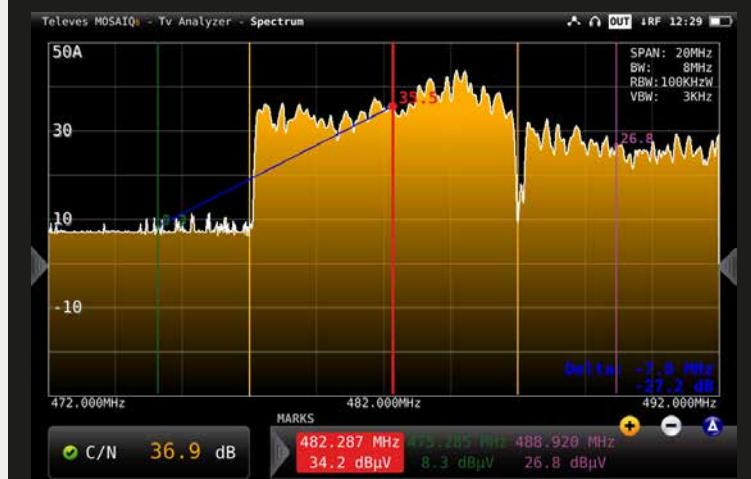 Televes MOSAIQ6 - Tv Analyzer - Spectrum
OUT ↓RF 12:29
50A
SPAN: 20MHz
BW: 8MHz
RBW:100KHzW
VBW: 3KHz
35.5
30
26.8
10
-10
Delta: -7.0 MHz
-27.2 dB
472.000MHz 482.000MHz 492.000MHz
MARKS
C/N 36.9 dB
482.287 MHz 475.285 MHz 488.920 MHz
34.2 dBμV 8.3 dBμV 26.8 dBμV